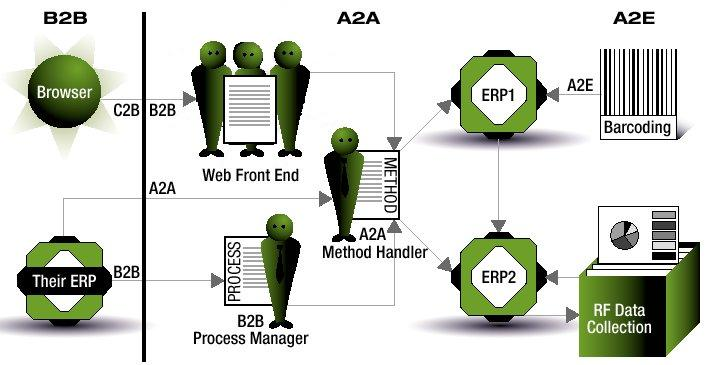 B2B
A2A
A2E
Browser
C2B
B2B
Web Front End
ERP1
A2E
Barcoding
METHOD
A2A
A2A
Method Handler
Their ERP
B2B
PROCESS
B2B
Process Manager
ERP2
RF Data
Collection